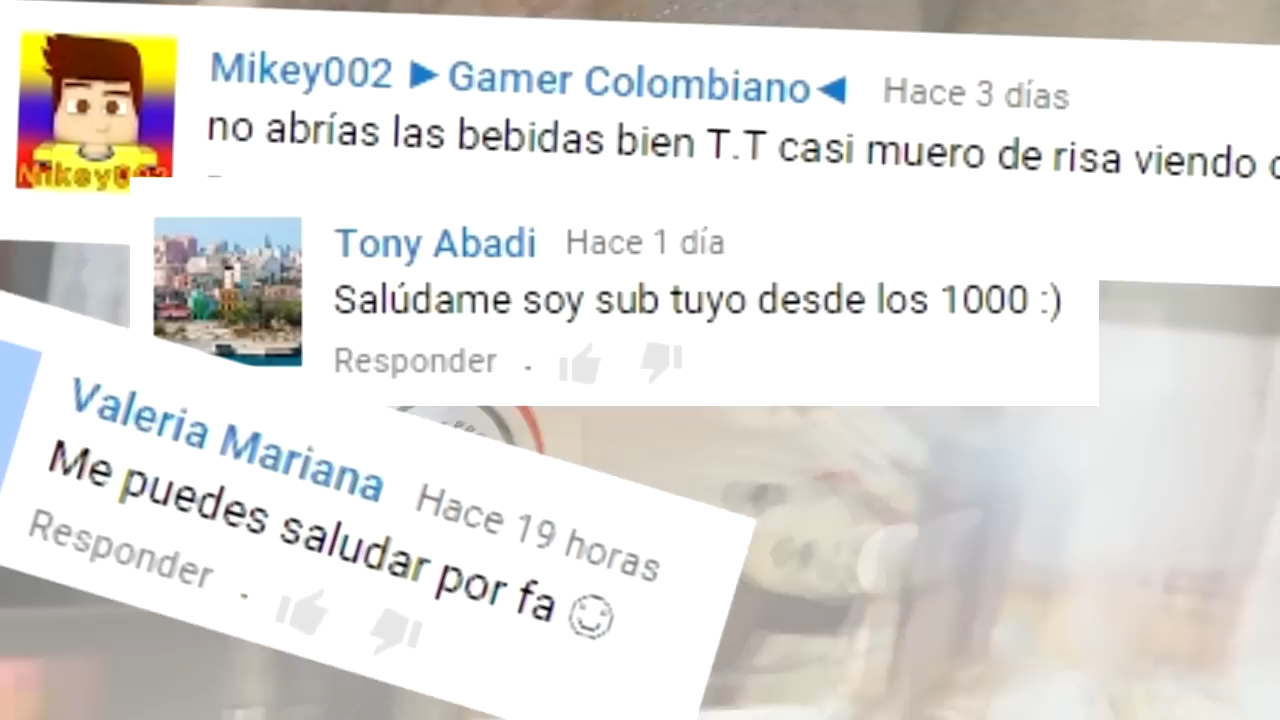 Mikey002 ►Gamer Colombiano◄ Hace 3 días
no abrías las bebidas bien T.T casi muero de risa viendo
Mikey002
Tony Abadi Hace 1 día
Salúdame soy sub tuyo desde los 1000 :)
Responder .
Valeria Mariana Hace 19 horas
Me puedes saludar por fa ☺
Responder .